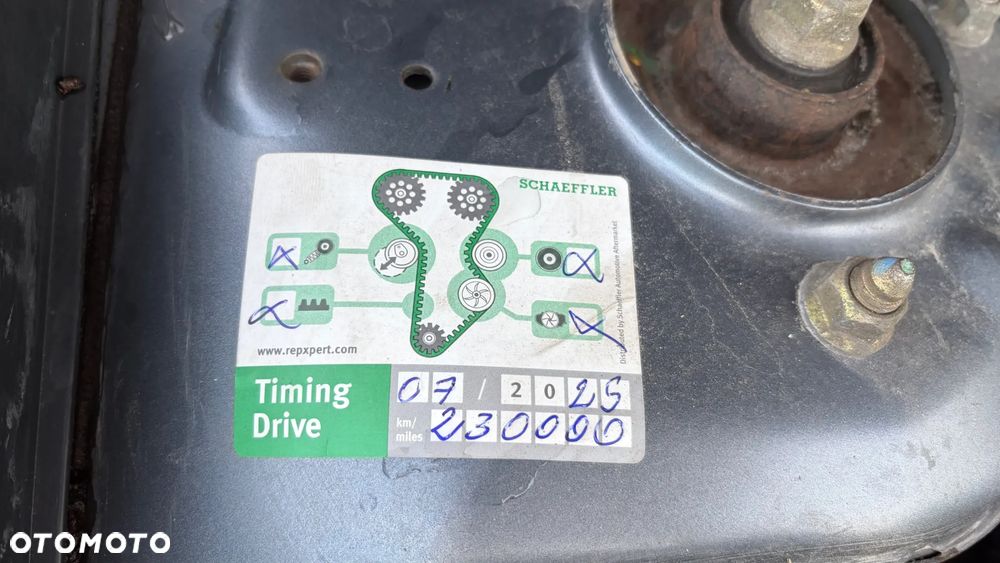 SCHAEFFLER
Distributed by Schaeffler Automotive Aftermarket
www.repxpert.com
Timing
Drive
07 / 2025
km/
miles
230000
OTOMOTO